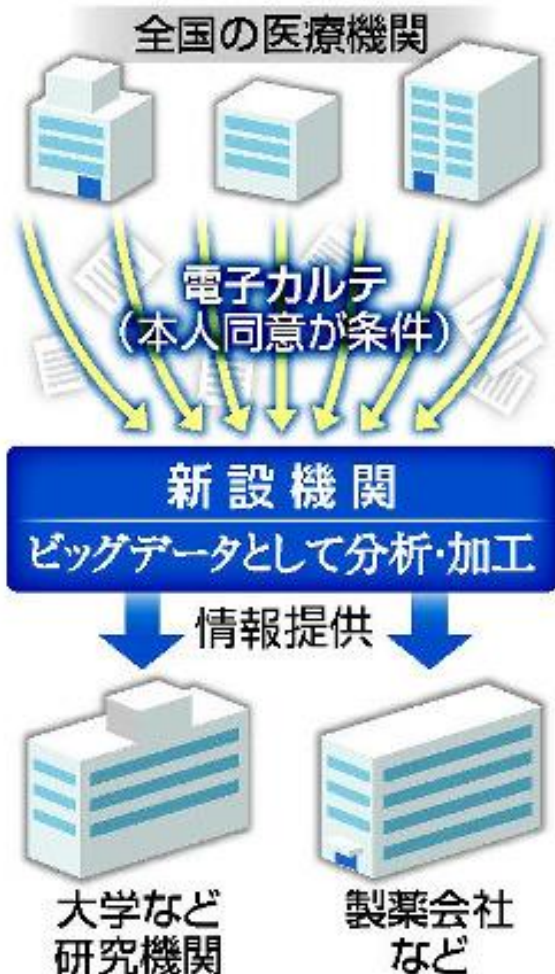 全国の医療機関
電子カルテ
（本人同意が条件）
新設機関
ビッグデータとして分析・加工
情報提供
大学など
研究機関
製薬会社
など